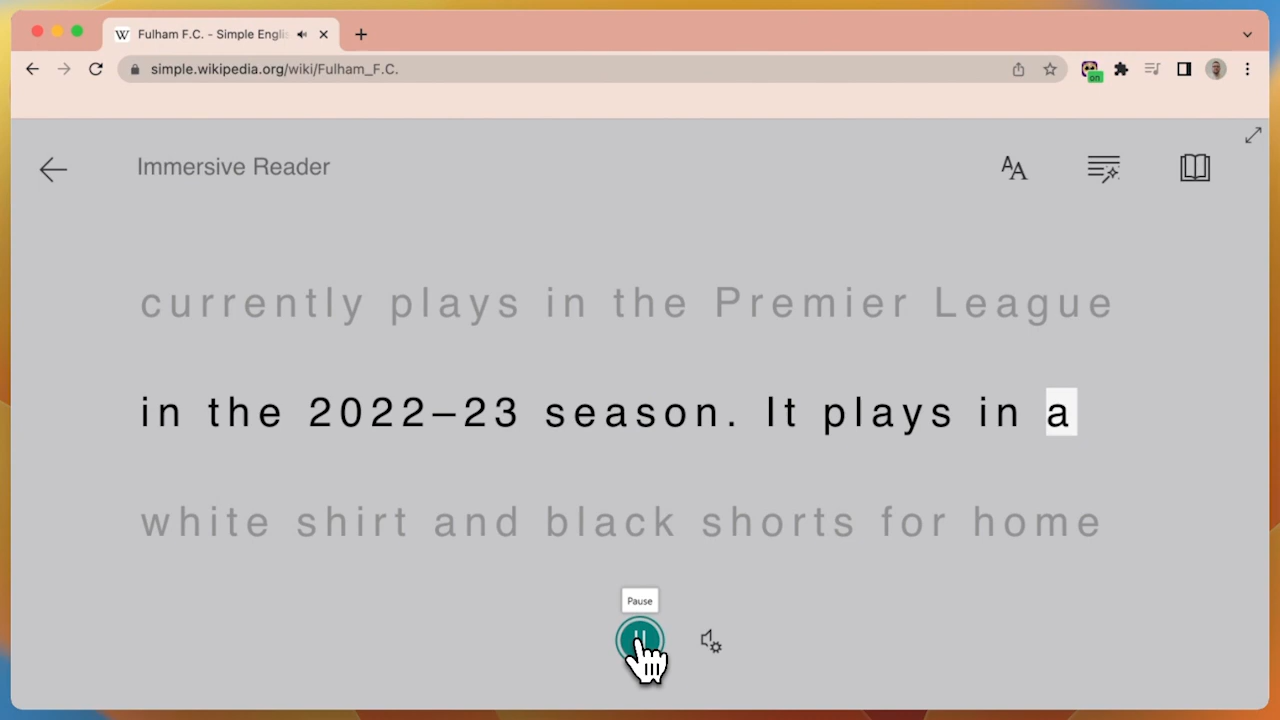 Fulham F.C. - Simple Engli
simple.wikipedia.org/wiki/Fulham_F.C.
on
Immersive Reader
currently plays in the Premier League
in the 2022–23 season. It plays in a
white shirt and black shorts for home
Pause